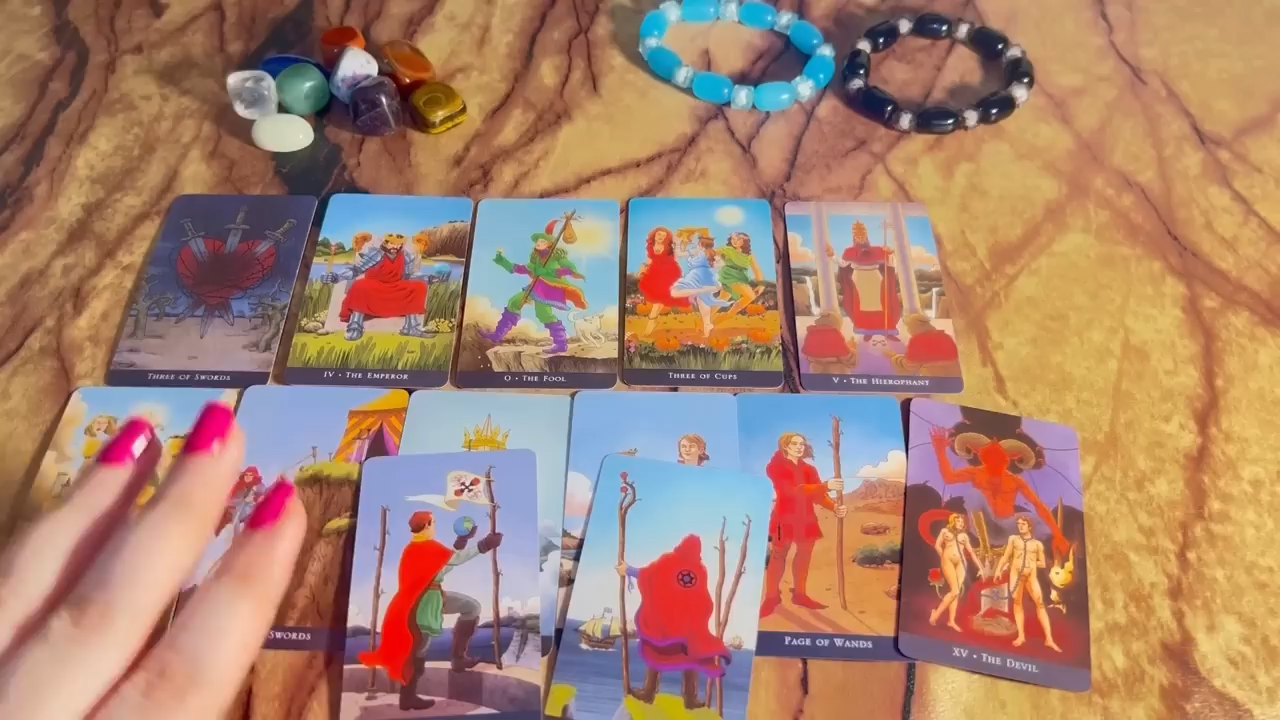 THREE OF SWORDS
IV • THE EMPEROR
0 • THE FOOL
THREE OF CUPS
V • THE HIEROPHANT
SWORDS
PAGE OF WANDS
XV • THE DEVIL